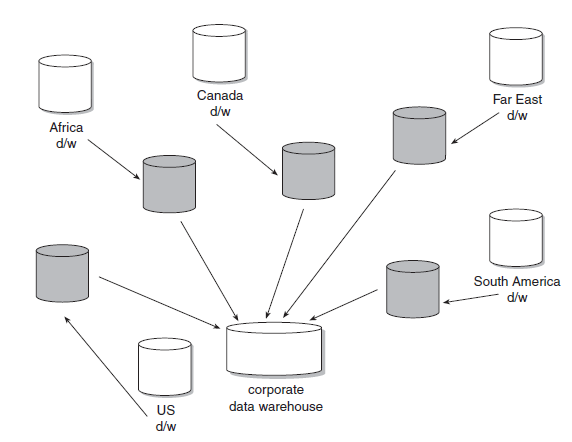 Canada
d/w
Far East
d/w
Africa
d/w
South America
d/w
corporate
data warehouse
US
d/w